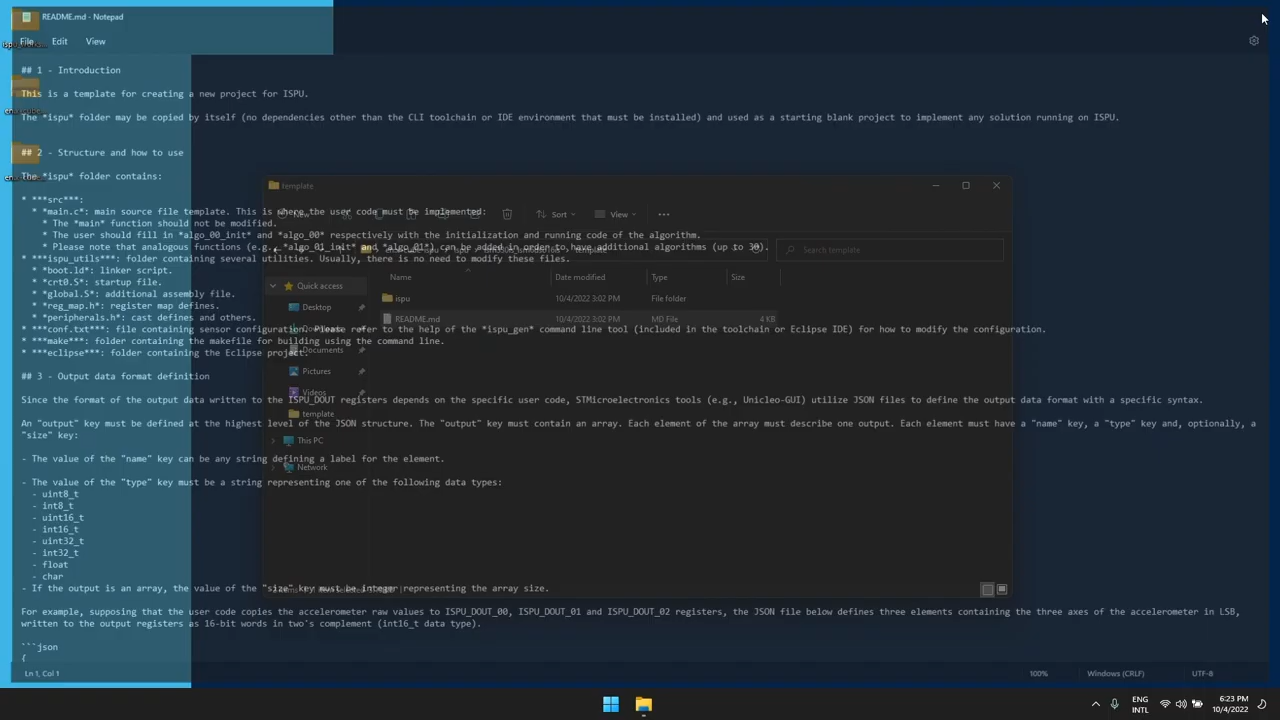 README.md - Notepad
File Edit View
## 1 - Introduction
This is a template for creating a new project for ISPU.
The *ispu* folder may be copied by itself (no dependencies other than the CLI toolchain or IDE environment that must be installed) and used as a starting blank project to implement any solution running on ISPU.
## 2 - Structure and how to use
The *ispu* folder contains:
* ***src***:
* *main.c*: main source file template. This is where the user code must be implemented:
* The *main* function should not be modified.
* The user should fill in *algo_00_init* and *algo_00* respectively with the initialization and running code of the algorithm.
* Please note that analogous functions (e.g., *algo_01_init* and *algo_01*) can be added in order to have additional algorithms (up to 30).
* ***ispu_utils***: folder containing several utilities. Usually, there is no need to modify these files.
* *boot.ld*: linker script.
* *crt0.S*: startup file.
* *global.S*: additional assembly file.
* *reg_map.h*: register map defines.
* *peripherals.h*: cast defines and others.
* ***conf.txt***: file containing sensor configuration. Please refer to the help of the *ispu_gen* command line tool (included in the toolchain or Eclipse IDE) for how to modify the configuration.
* ***make***: folder containing the makefile for building using the command line.
* ***eclipse***: folder containing the Eclipse project.
## 3 - Output data format definition
Since the format of the output data written to the ISPU_DOUT registers depends on the specific user code, STMicroelectronics tools (e.g., Unicleo-GUI) utilize JSON files to define the output data format with a specific syntax.
An "output" key must be defined at the highest level of the JSON structure. The "output" key must contain an array. Each element of the array must describe one output. Each element must have a "name" key, a "type" key and, optionally, a
"size" key:
- The value of the "name" key can be any string defining a label for the element.
- The value of the "type" key must be a string representing one of the following data types:
- uint8_t
- int8_t
- uint16_t
- int16_t
- uint32_t
- int32_t
- float
- char
- If the output is an array, the value of the "size" key must be integer representing the array size.
For example, supposing that the user code copies the accelerometer raw values to ISPU_DOUT_00, ISPU_DOUT_01 and ISPU_DOUT_02 registers, the JSON file below defines three elements containing the three axes of the accelerometer in LSB,
written to the output registers as 16-bit words in two's complement (int16_t data type).
```json
{
Ln 1, Col 1 100% Windows (CRLF) UTF-8
template
New Sort View
Search template
Name Date modified Type Size
ispu 10/4/2022 3:02 PM File folder
README.md 10/4/2022 3:02 PM MD File 4 KB
Quick access
Desktop
Documents
Pictures
Videos
template
This PC
Network
ENG
INTL
6:23 PM
10/4/2022